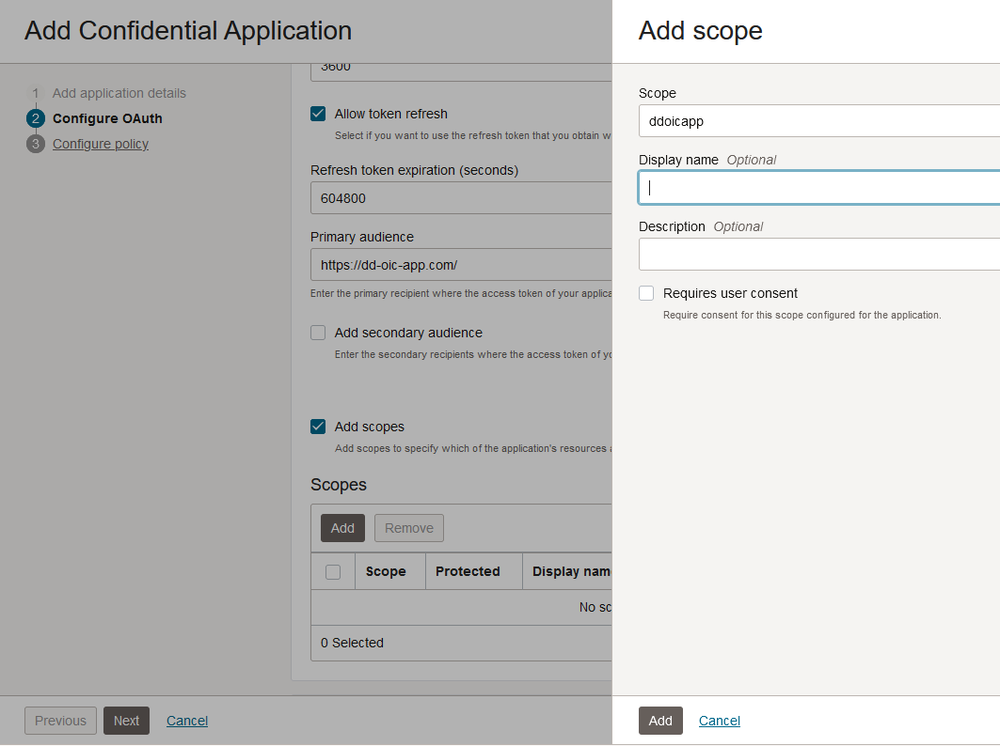 Add Confidential Application
1 Add application details
2 Configure OAuth
3 Configure policy
3600
Allow token refresh
Select if you want to use the refresh token that you obtain
Refresh token expiration (seconds)
604800
Primary audience
https://dd-oic-app.com/
Enter the primary recipient where the access token of your
Add secondary audience
Enter the secondary recipients where the access token of
Add scopes
Add scopes to specify which of the application's resources
Scopes
Add Remove
Scope Protected Display
No
0 Selected
Previous Next Cancel
Add scope
Scope
ddoicapp
Display name Optional
Description Optional
Requires user consent
Require consent for this scope configured for the application.
Add Cancel